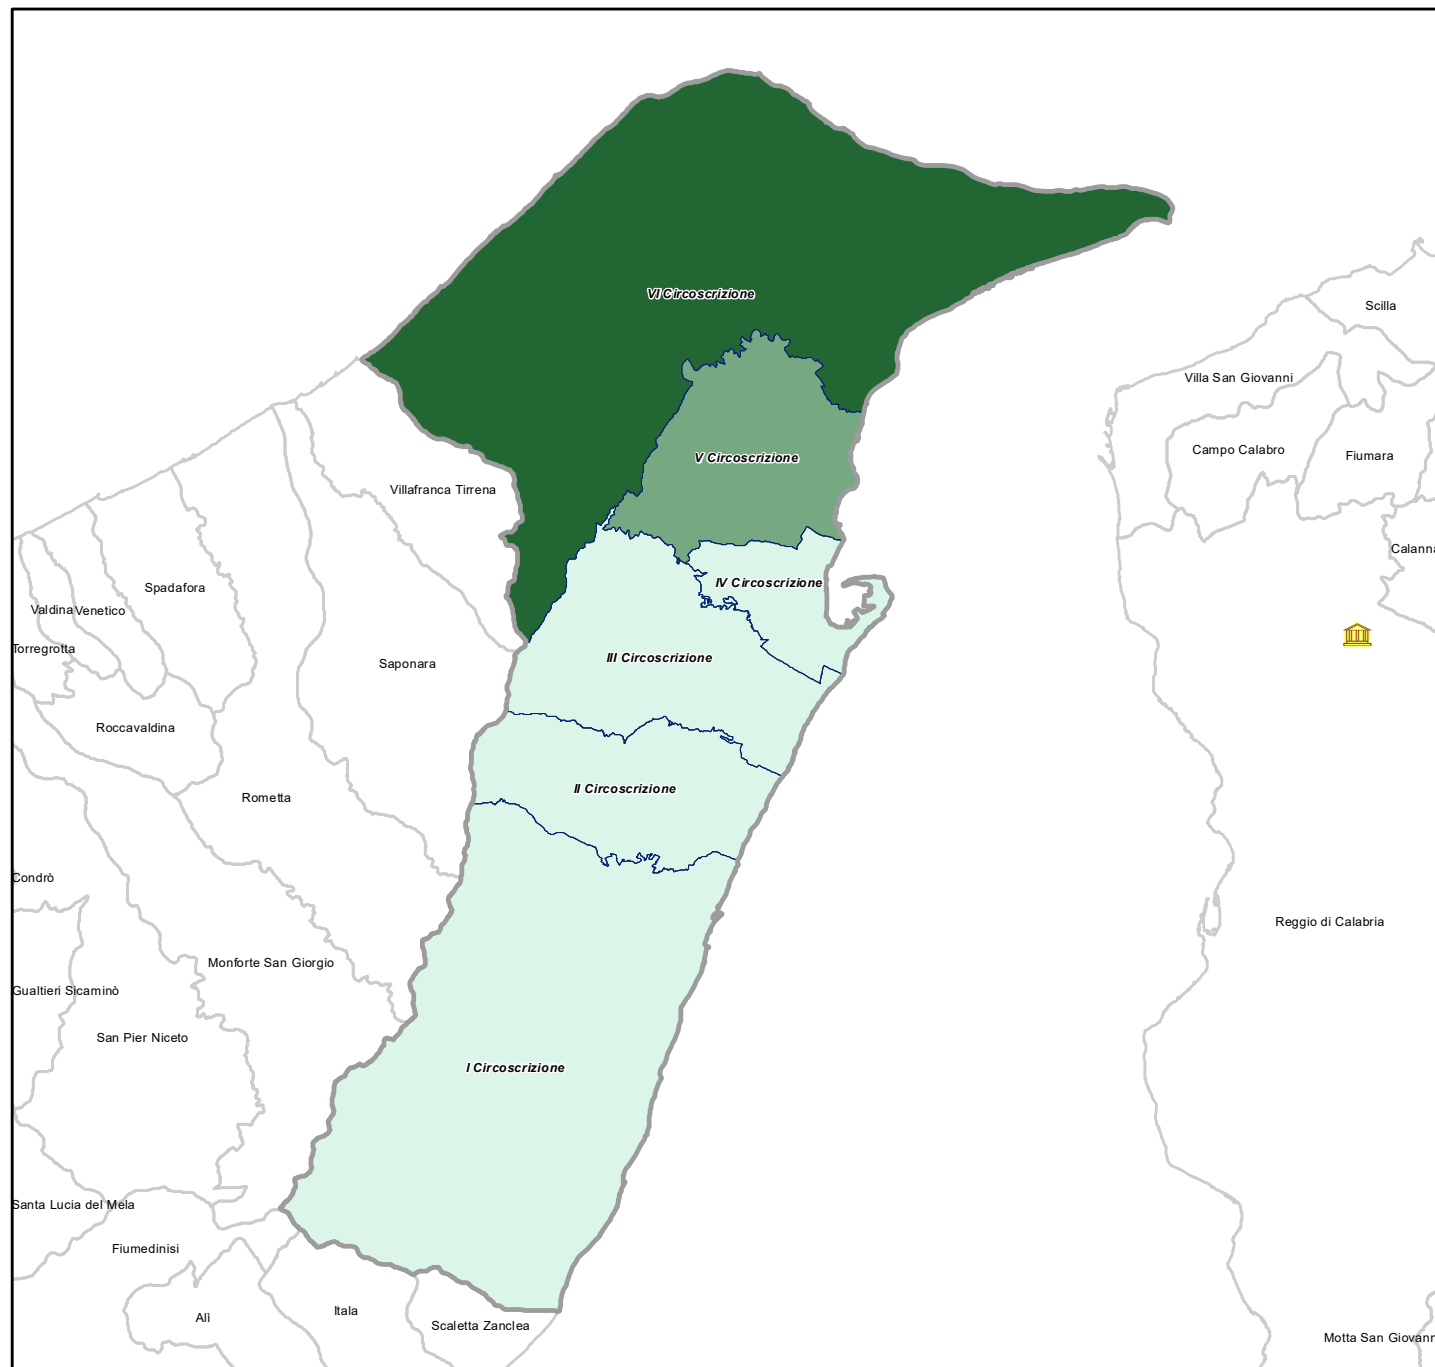 VI Circoscrizione
Scilla
Villa San Giovanni
V Circoscrizione
Campo Calabro
Fiumara
Villafranca Tirrena
Calanna
IV Circoscrizione
Spadafora
Valdina
Venetico
Torregrotta
III Circoscrizione
Saponara
Roccavaldina
II Circoscrizione
Rometta
Condrò
Reggio di Calabria
Monforte San Giorgio
Gualtieri Sicaminò
San Pier Niceto
I Circoscrizione
Santa Lucia del Mela
Fiumedinisi
Itala
Alì
Scaletta Zanclea
Motta San Giovann